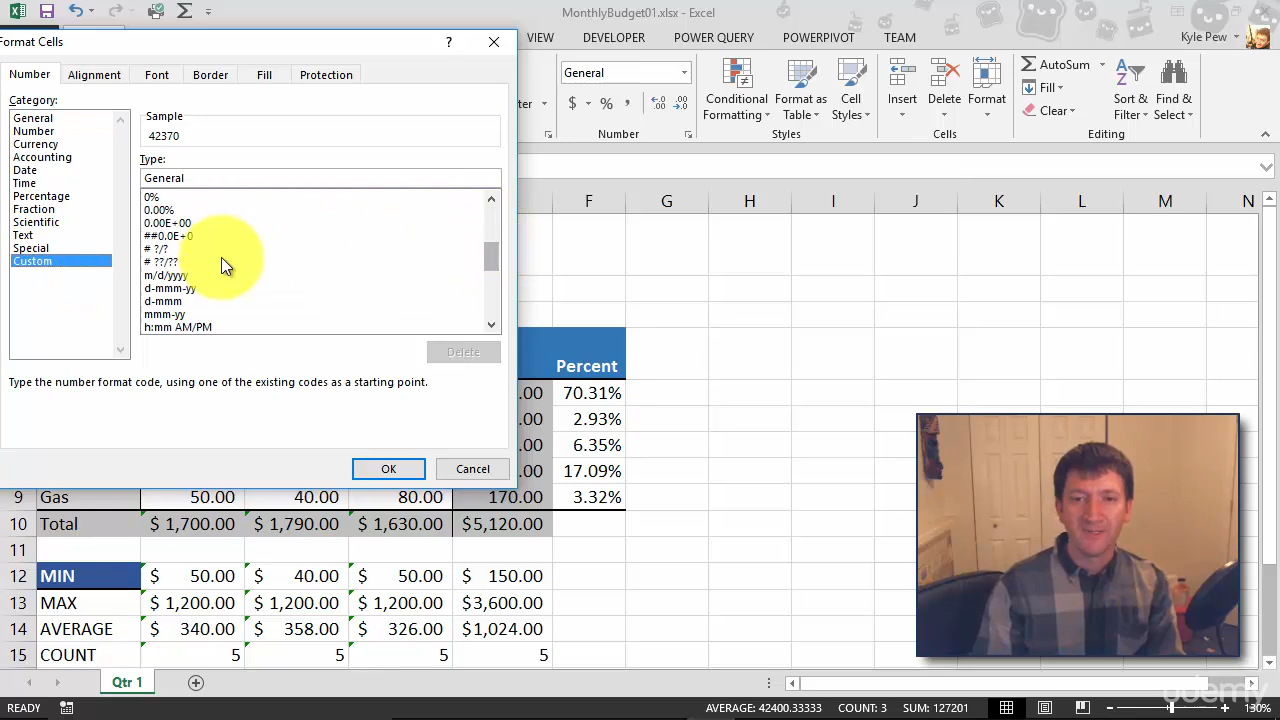 MonthlyBudget01.xlsx - Excel
Format Cells
?
VIEW DEVELOPER POWER QUERY POWERPIVOT TEAM
Kyle Pew
Number Alignment Font Border Fill Protection
Category:
General
Number
Currency
Accounting
Date
Time
Percentage
Fraction
Scientific
Text
Special
Custom
Sample
42370
Type:
General
0%
0.00%
0.00E+00
##0.0E+0
# ?/?
# ??/??
m/d/yyyy
d-mmm-yy
d-mmm
mmm-yy
h:mm AM/PM
Delete
Type the number format code, using one of the existing codes as a starting point.
OK Cancel
General
$ % ,
Number
Conditional Formatting
Format as Table
Cell Styles
Styles
Insert Delete Format
Cells
AutoSum
Fill
Clear
Sort & Filter
Find & Select
Editing
F G H I J K L M N
Percent
.00 70.31%
.00 2.93%
.00 6.35%
.00 17.09%
9 Gas 50.00 40.00 80.00 170.00 3.32%
10 Total $ 1,700.00 $ 1,790.00 $ 1,630.00 $5,120.00
11
12 MIN $ 50.00 $ 40.00 $ 50.00 $ 150.00
13 MAX $ 1,200.00 $ 1,200.00 $ 1,200.00 $3,600.00
14 AVERAGE $ 340.00 $ 358.00 $ 326.00 $1,024.00
15 COUNT 5 5 5 5
Qtr 1
udemy
READY AVERAGE: 42400.33333 COUNT: 3 SUM: 127201 130%